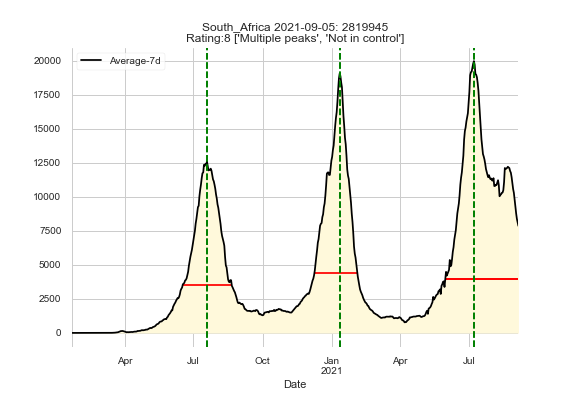 South_Africa 2021-09-05: 2819945
Rating:8 ['Multiple peaks', 'Not in control']
Average-7d
20000
17500
15000
12500
10000
7500
5000
2500
0
Apr
Jul
Oct
Jan
2021
Apr
Jul
Date